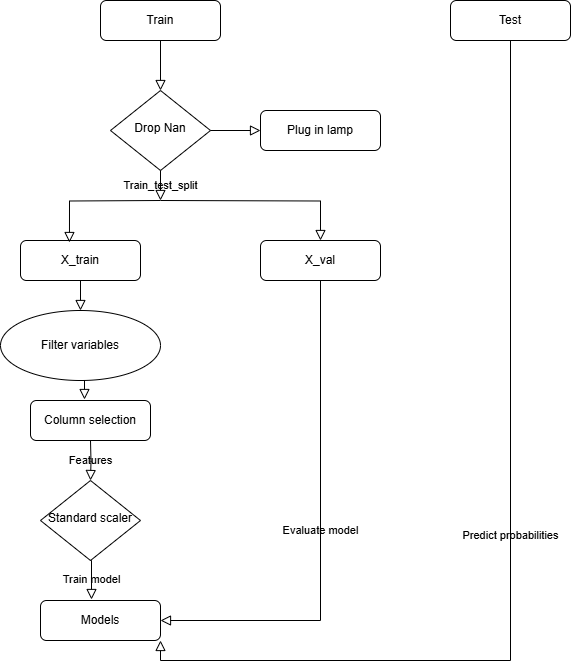 Train
Test
Drop Nan
Plug in lamp
Train_test_split
X_train
X_val
Filter variables
Column selection
Features
Standard scaler
Evaluate model
Predict probabilities
Train model
Models